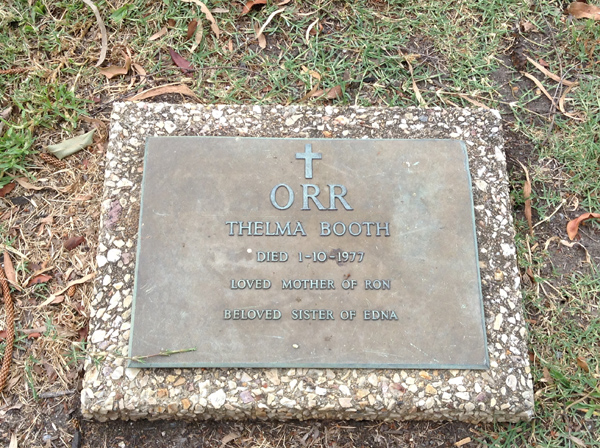 ORR
THELMA BOOTH
DIED 1-10-1977
LOVED MOTHER OF RON
BELOVED SISTER OF EDNA